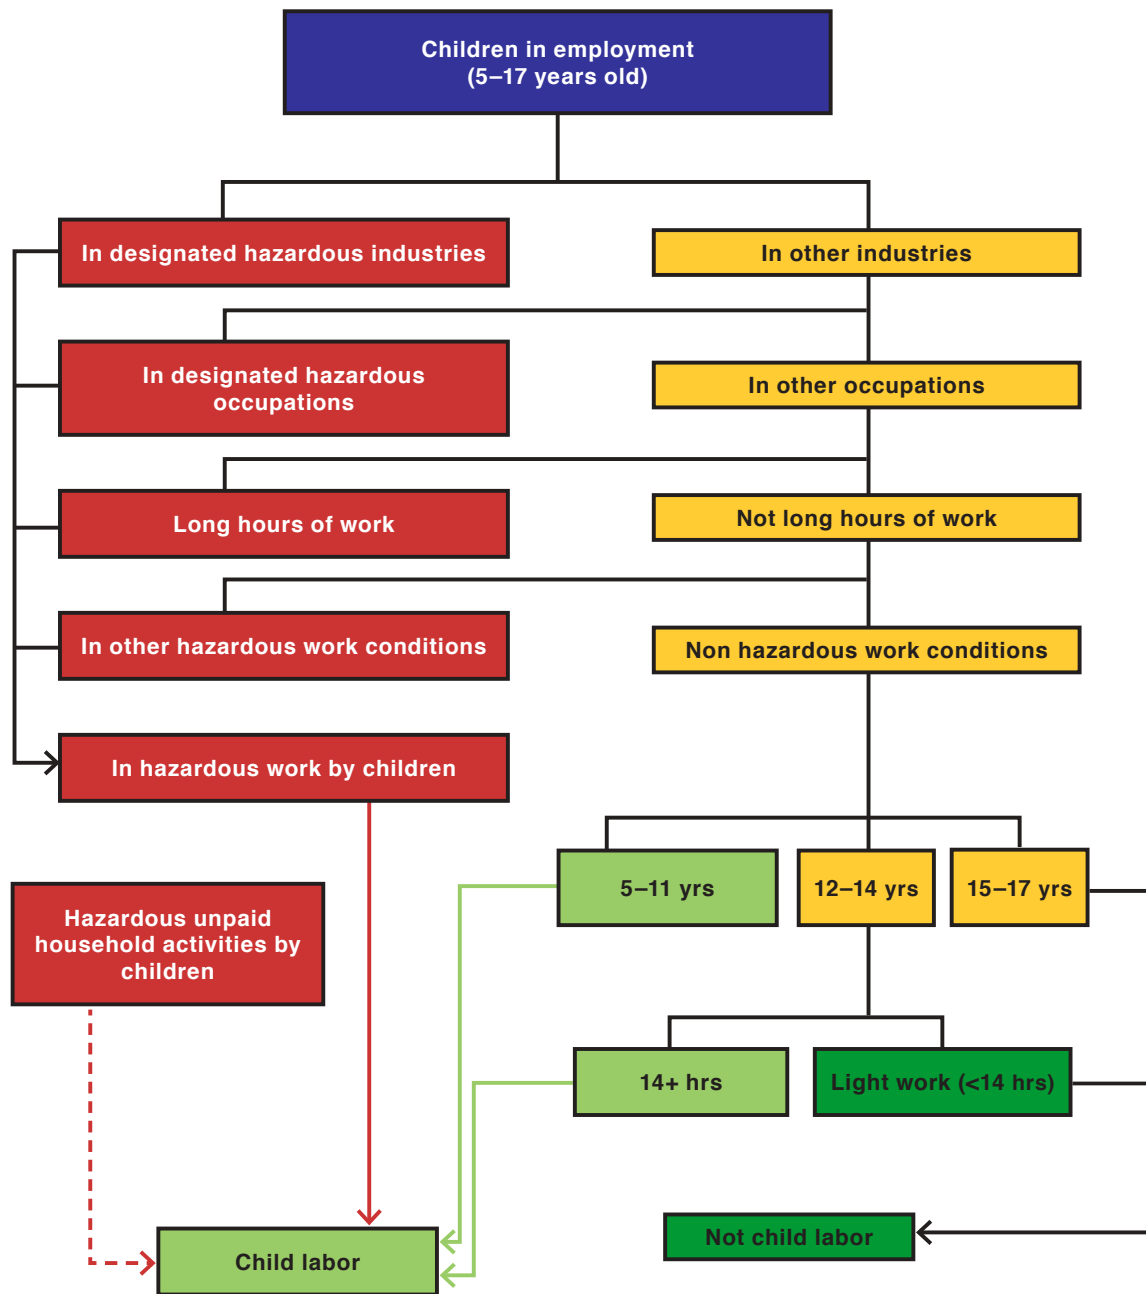 Children in employment
(5–17 years old)
In designated hazardous industries
In other industries
In designated hazardous
occupations
In other occupations
Long hours of work
Not long hours of work
In other hazardous work conditions
Non hazardous work conditions
In hazardous work by children
5–11 yrs
12–14 yrs
15–17 yrs
Hazardous unpaid
household activities by
children
14+ hrs
Light work (<14 hrs)
Child labor
Not child labor